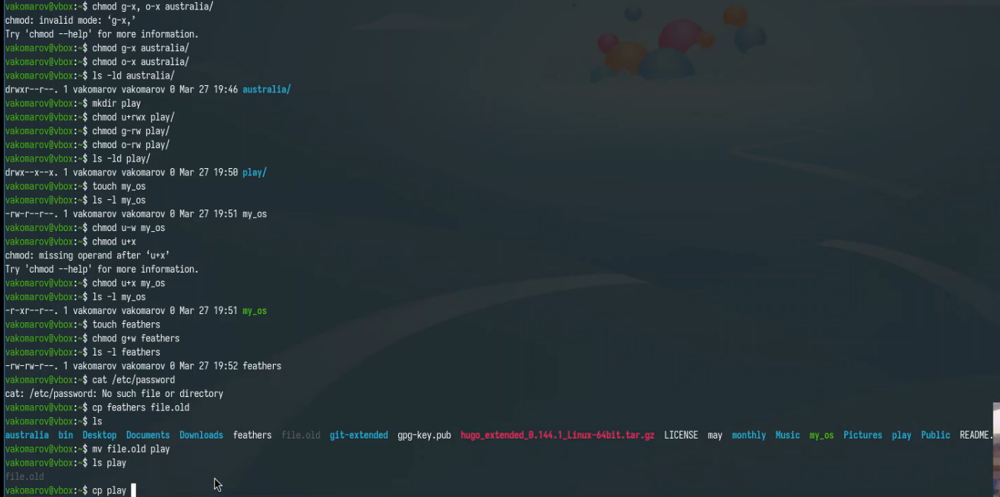 vakomarov@vbox:~$ chmod g-x, o-x australia/
chmod: invalid mode: ‘g-x,’
Try 'chmod --help' for more information.
vakomarov@vbox:~$ chmod g-x australia/
vakomarov@vbox:~$ chmod o-x australia/
vakomarov@vbox:~$ ls -ld australia/
drwxr--r--. 1 vakomarov vakomarov 0 Mar 27 19:46 australia/
vakomarov@vbox:~$ mkdir play
vakomarov@vbox:~$ chmod u+rwx play/
vakomarov@vbox:~$ chmod g-rw play/
vakomarov@vbox:~$ chmod o-rw play/
vakomarov@vbox:~$ ls -ld play/
drwx--x--x. 1 vakomarov vakomarov 0 Mar 27 19:50 play/
vakomarov@vbox:~$ touch my_os
vakomarov@vbox:~$ ls -l my_os
-rw-r--r--. 1 vakomarov vakomarov 0 Mar 27 19:51 my_os
vakomarov@vbox:~$ chmod u-w my_os
vakomarov@vbox:~$ chmod u+x
chmod: missing operand after ‘u+x’
Try 'chmod --help' for more information.
vakomarov@vbox:~$ chmod u+x my_os
vakomarov@vbox:~$ ls -l my_os
-r-xr--r--. 1 vakomarov vakomarov 0 Mar 27 19:51 my_os
vakomarov@vbox:~$ touch feathers
vakomarov@vbox:~$ chmod g+w feathers
vakomarov@vbox:~$ ls -l feathers
-rw-rw-r--. 1 vakomarov vakomarov 0 Mar 27 19:52 feathers
vakomarov@vbox:~$ cat /etc/password
cat: /etc/password: No such file or directory
vakomarov@vbox:~$ cp feathers file.old
vakomarov@vbox:~$ ls
australia bin Desktop Documents Downloads feathers file.old git-extended gpg-key.pub hugo_extended_0.144.1_Linux-64bit.tar.gz LICENSE may monthly Music my_os Pictures play Public README.
vakomarov@vbox:~$ mv file.old play
vakomarov@vbox:~$ ls play
file.old
vakomarov@vbox:~$ cp play